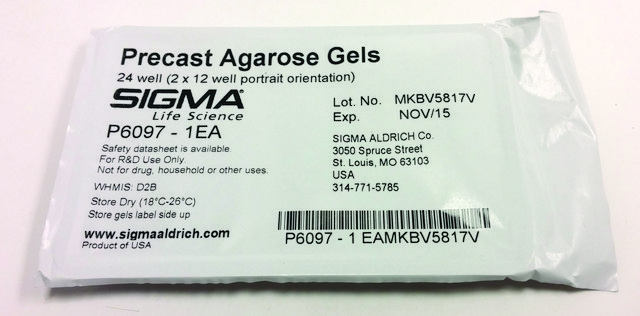 Precast Agarose Gels
24 well (2 x 12 well portrait orientation)
SIGMA®
Life Science
P6097 - 1EA
Safety datasheet is available.
For R&D Use Only.
Not for drug, household or other uses.
WHMIS: D2B
Store Dry (18°C-26°C)
Store gels label side up
www.sigmaaldrich.com
Product of USA
Lot. No. MKBV5817V
Exp. NOV/15
SIGMA ALDRICH Co.
3050 Spruce Street
St. Louis, MO 63103
USA
314-771-5785
P6097 - 1 EAMKBV5817V